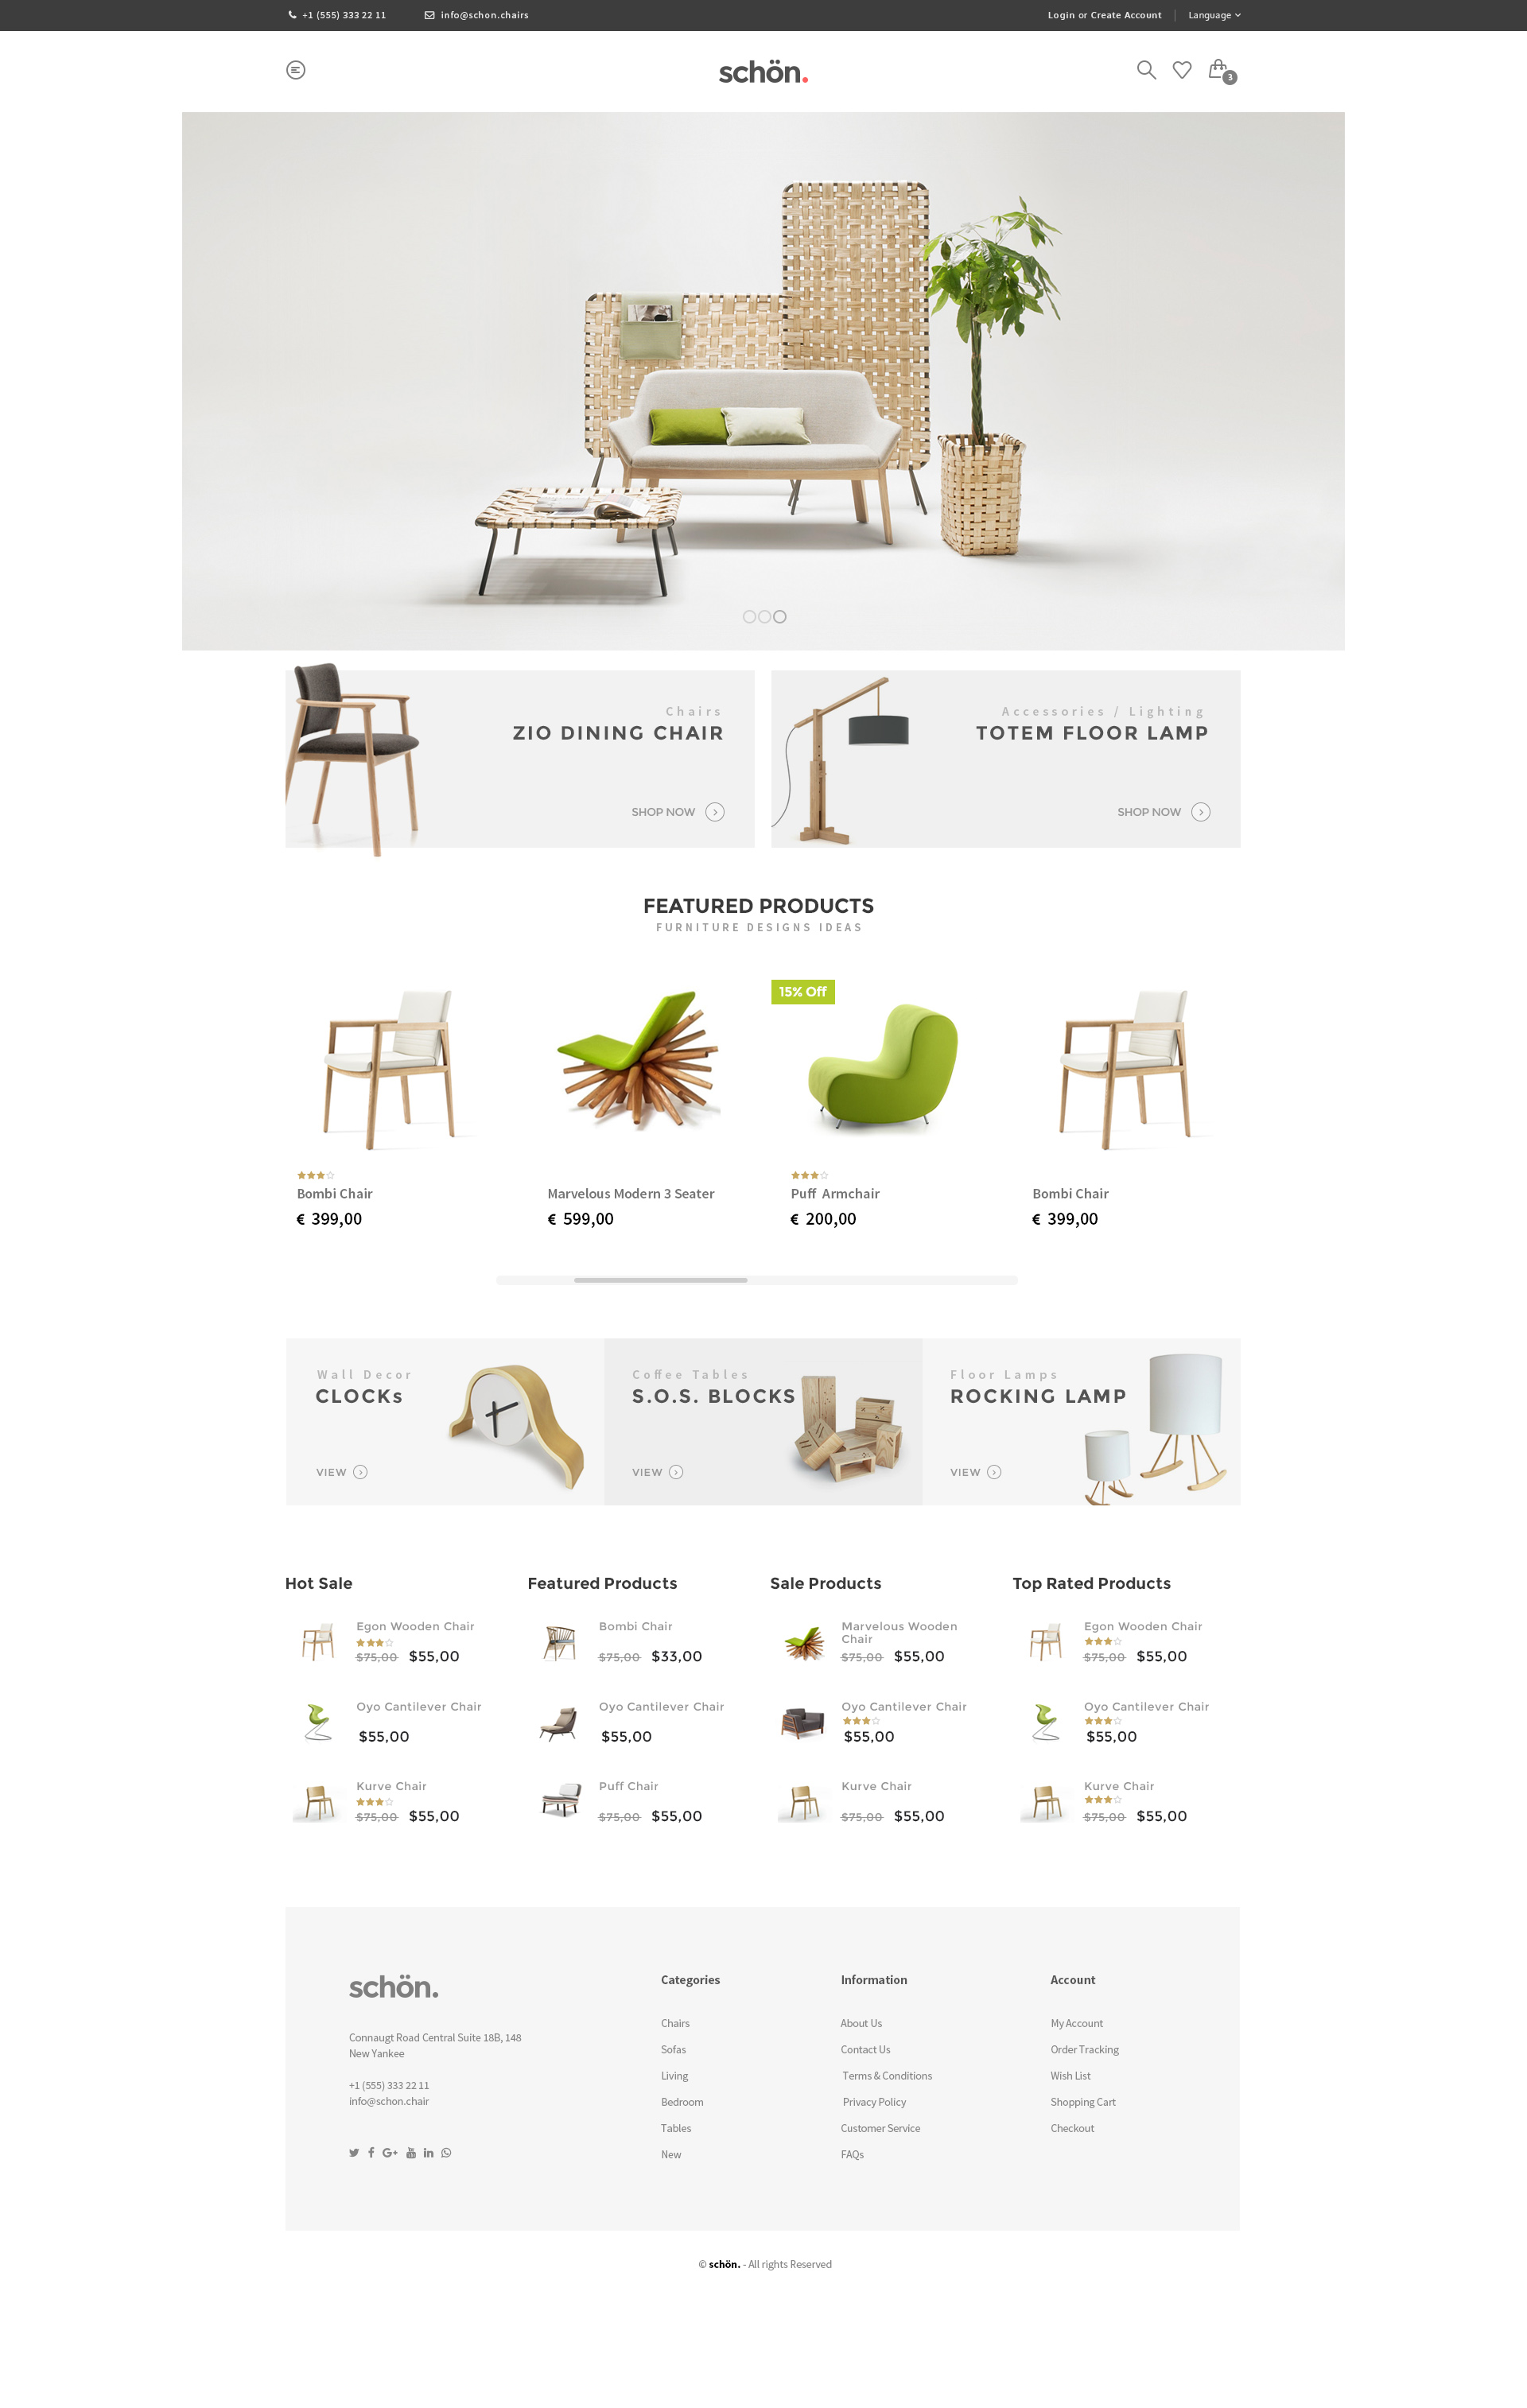 +1 (555) 333 22 11
info@schon.chairs
Login or Create Account
Language
schön.
3
Chairs
ZIO DINING CHAIR
SHOP NOW
Accessories / Lighting
TOTEM FLOOR LAMP
SHOP NOW
FEATURED PRODUCTS
FURNITURE DESIGNS IDEAS
Bombi Chair
€ 399,00
Marvelous Modern 3 Seater
€ 599,00
15% Off
Puff Armchair
€ 200,00
Bombi Chair
€ 399,00
Wall Decor
CLOCKs
VIEW
Coffee Tables
S.O.S. BLOCKS
VIEW
Floor Lamps
ROCKING LAMP
VIEW
Hot Sale
Egon Wooden Chair
$75,00 $55,00
Oyo Cantilever Chair
$55,00
Kurve Chair
$75,00 $55,00
Featured Products
Bombi Chair
$75,00 $33,00
Oyo Cantilever Chair
$55,00
Puff Chair
$75,00 $55,00
Sale Products
Marvelous Wooden
Chair
$75,00 $55,00
Oyo Cantilever Chair
$55,00
Kurve Chair
$75,00 $55,00
Top Rated Products
Egon Wooden Chair
$75,00 $55,00
Oyo Cantilever Chair
$55,00
Kurve Chair
$75,00 $55,00
schön.
Connaugt Road Central Suite 18B, 148
New Yankee
+1 (555) 333 22 11
info@schon.chair
Categories
Chairs
Sofas
Living
Bedroom
Tables
New
Information
About Us
Contact Us
Terms & Conditions
Privacy Policy
Customer Service
FAQs
Account
My Account
Order Tracking
Wish List
Shopping Cart
Checkout
© schön. - All rights Reserved